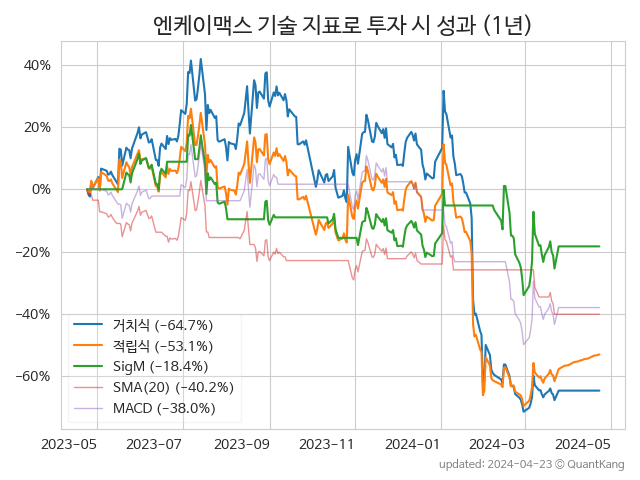 엔케이맥스 기술 지표로 투자 시 성과 (1년)
40%
20%
0%
−20%
−40%
−60%
거치식 (−64.7%)
적립식 (−53.1%)
SigM (−18.4%)
SMA(20) (−40.2%)
MACD (−38.0%)
2023-05 2023-07 2023-09 2023-11 2024-01 2024-03 2024-05
updated: 2024-04-23 © QuantKang